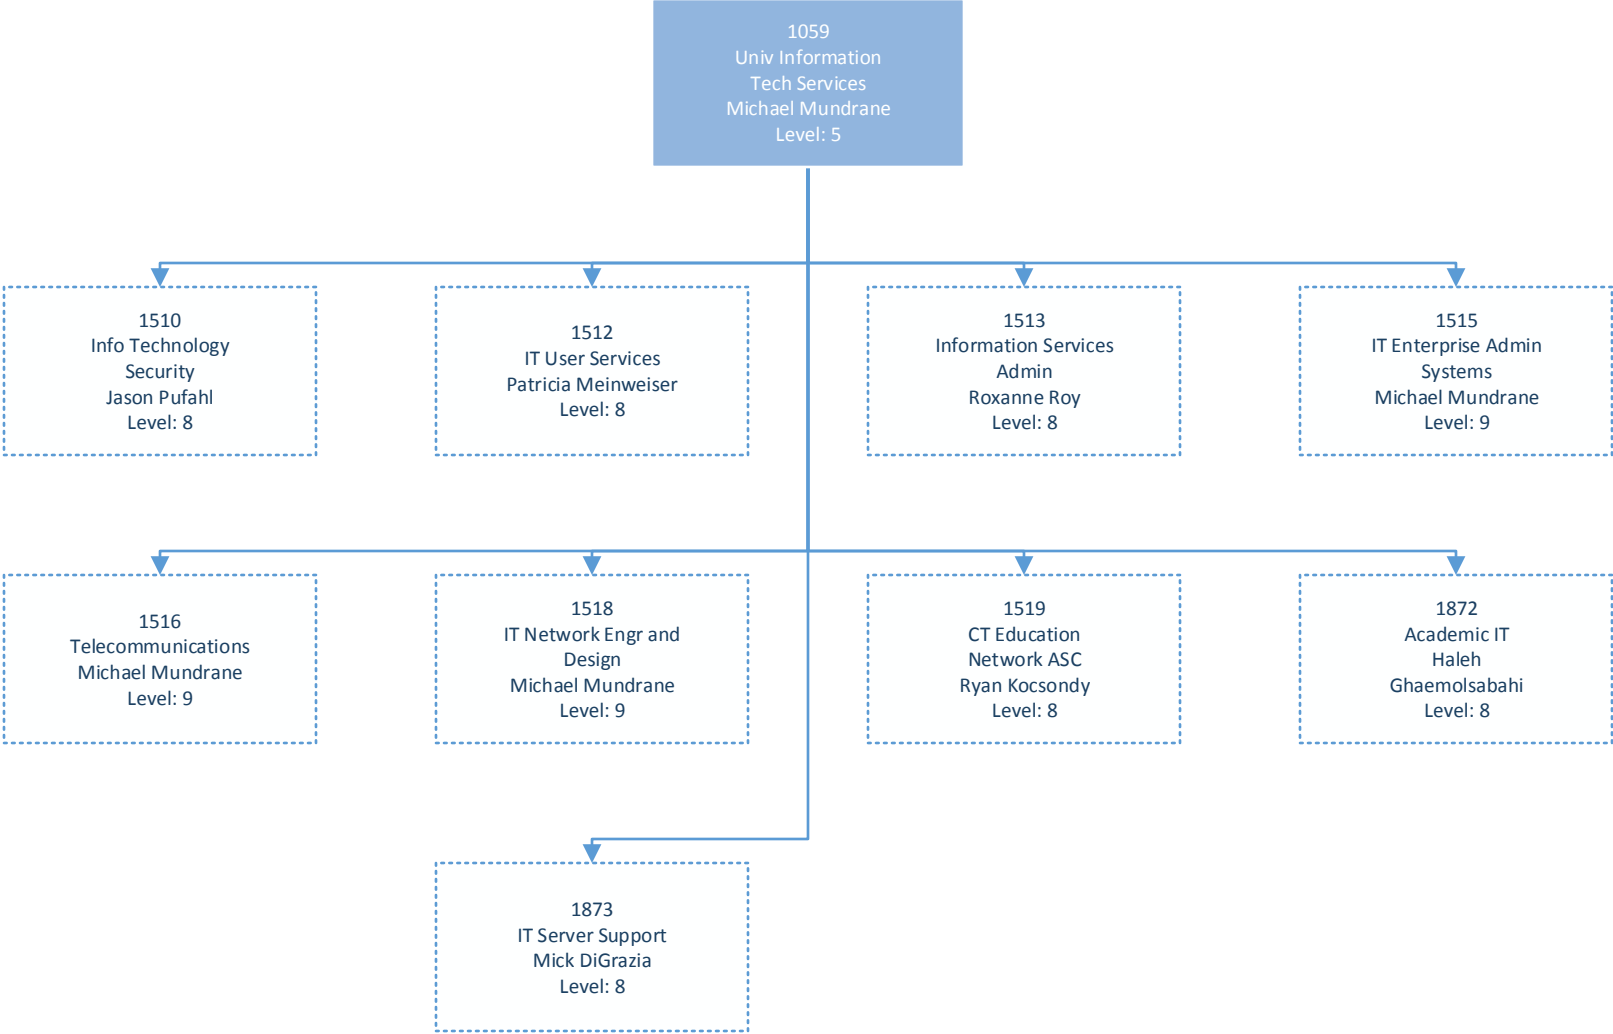 1059
Univ Information
Tech Services
Michael Mundrane
Level: 5
1510
Info Technology
Security
Jason Pufahl
Level: 8
1512
IT User Services
Patricia Meinweiser
Level: 8
1513
Information Services
Admin
Roxanne Roy
Level: 8
1515
IT Enterprise Admin
Systems
Michael Mundrane
Level: 9
1516
Telecommunications
Michael Mundrane
Level: 9
1518
IT Network Engr and
Design
Michael Mundrane
Level: 9
1519
CT Education
Network ASC
Ryan Kocsondy
Level: 8
1872
Academic IT
Haleh
Ghaemolsabahi
Level: 8
1873
IT Server Support
Mick DiGrazia
Level: 8